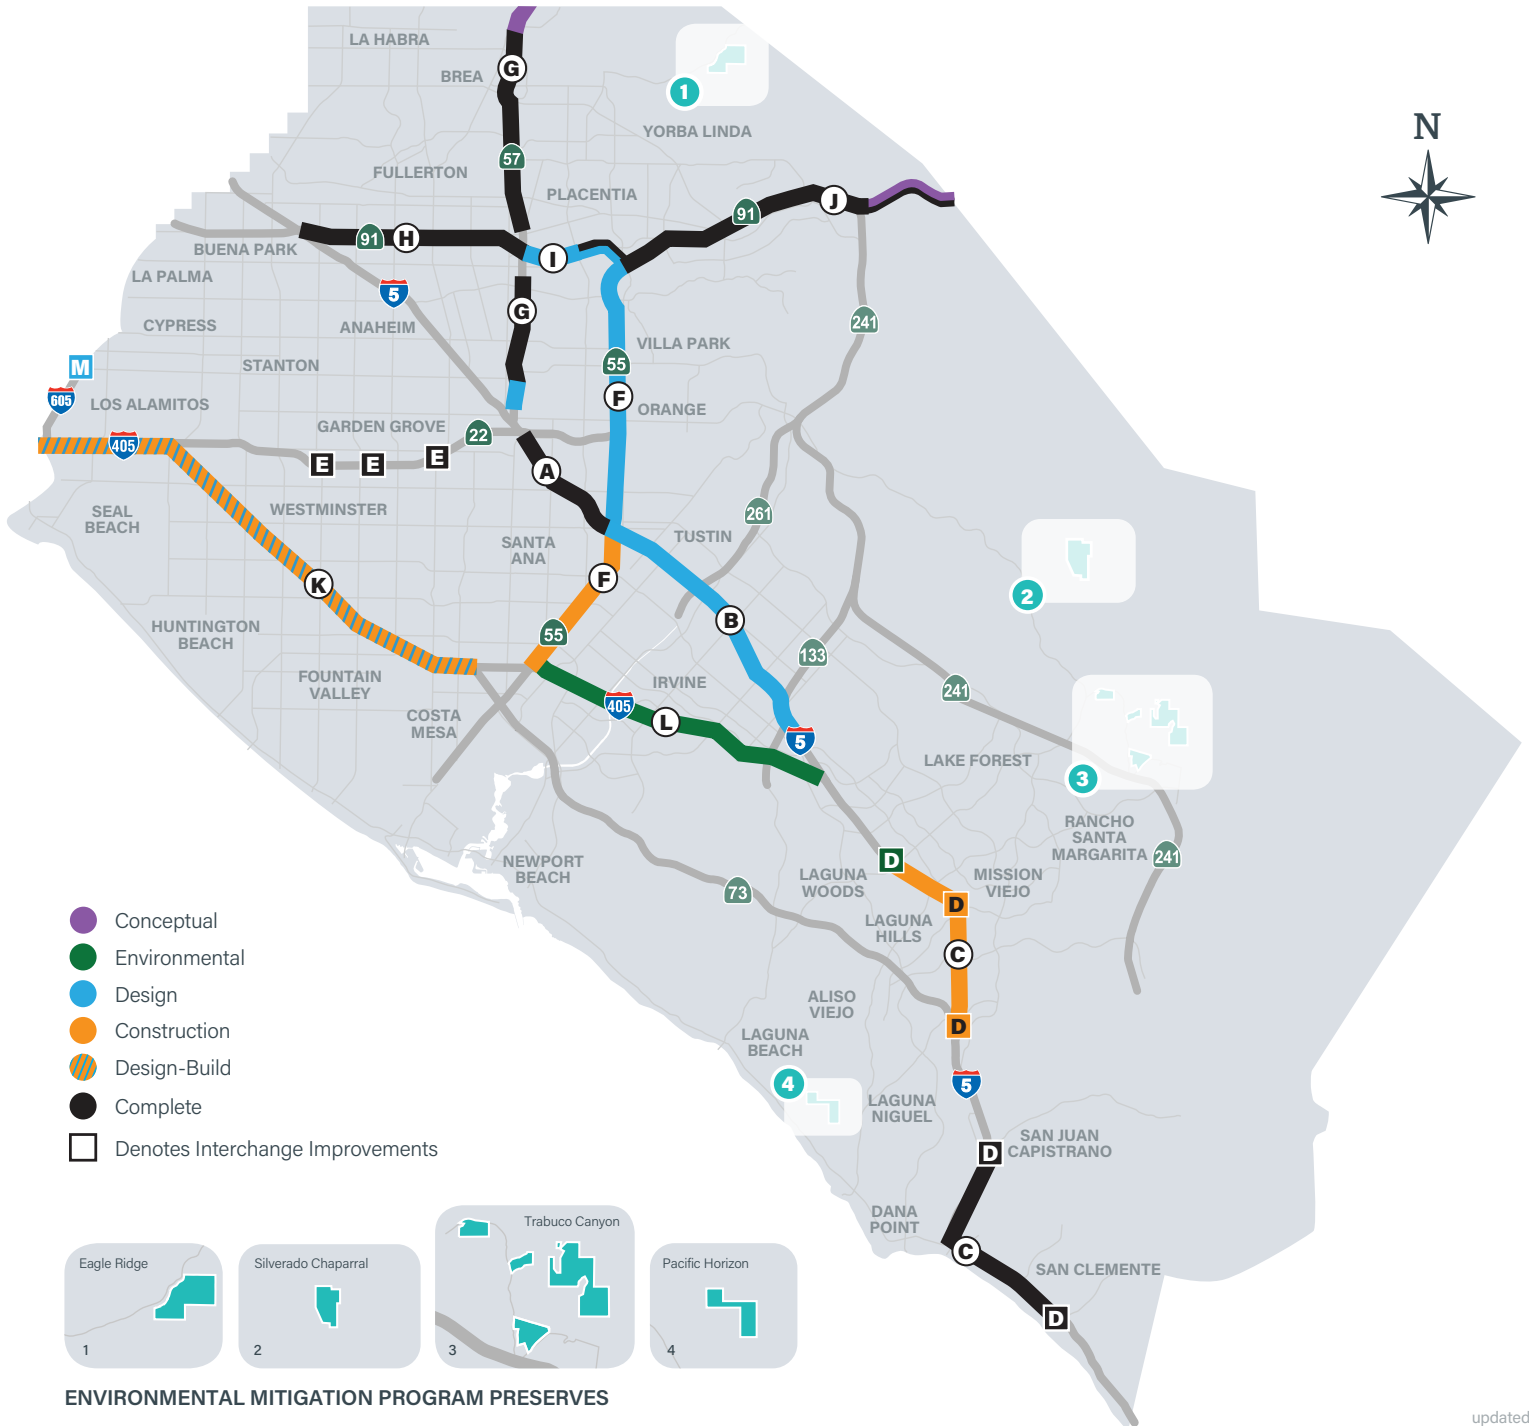 LA HABRA
G
BREA
1
YORBA LINDA
N
57
FULLERTON
PLACENTIA
J
91
91
H
BUENA PARK
I
LA PALMA
5
G
CYPRESS
ANAHEIM
241
VILLA PARK
M
STANTON
55
605
F
LOS ALAMITOS
ORANGE
GARDEN GROVE
22
405
E
E
E
A
SEAL
BEACH
WESTMINSTER
261
TUSTIN
SANTA
ANA
K
F
2
HUNTINGTON
BEACH
B
55
133
FOUNTAIN
VALLEY
IRVINE
241
405
L
COSTA
MESA
5
LAKE FOREST
3
RANCHO
SANTA
MARGARITA
241
NEWPORT
BEACH
D
LAGUNA
WOODS
MISSION
VIEJO
73
D
LAGUNA
HILLS
C
ALISO
VIEJO
D
LAGUNA
BEACH
4
5
LAGUNA
NIGUEL
SAN JUAN
CAPISTRANO
D
DANA
POINT
C
SAN CLEMENTE
D
Conceptual
Environmental
Design
Construction
Design-Build
Complete
Denotes Interchange Improvements
Eagle Ridge
1
Silverado Chaparral
2
Trabuco Canyon
3
Pacific Horizon
4
ENVIRONMENTAL MITIGATION PROGRAM PRESERVES
updated